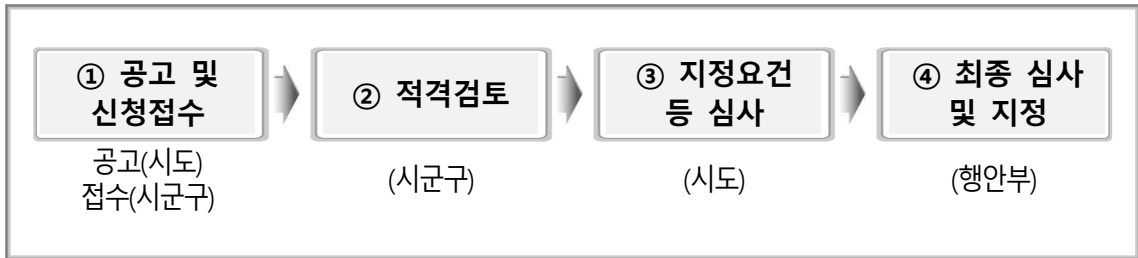 ① 공고 및
신청접수
② 적격검토
③ 지정요건
등 심사
④ 최종 심사
및 지정
공고(시도)
접수(시군구)
(시군구)
(시도)
(행안부)